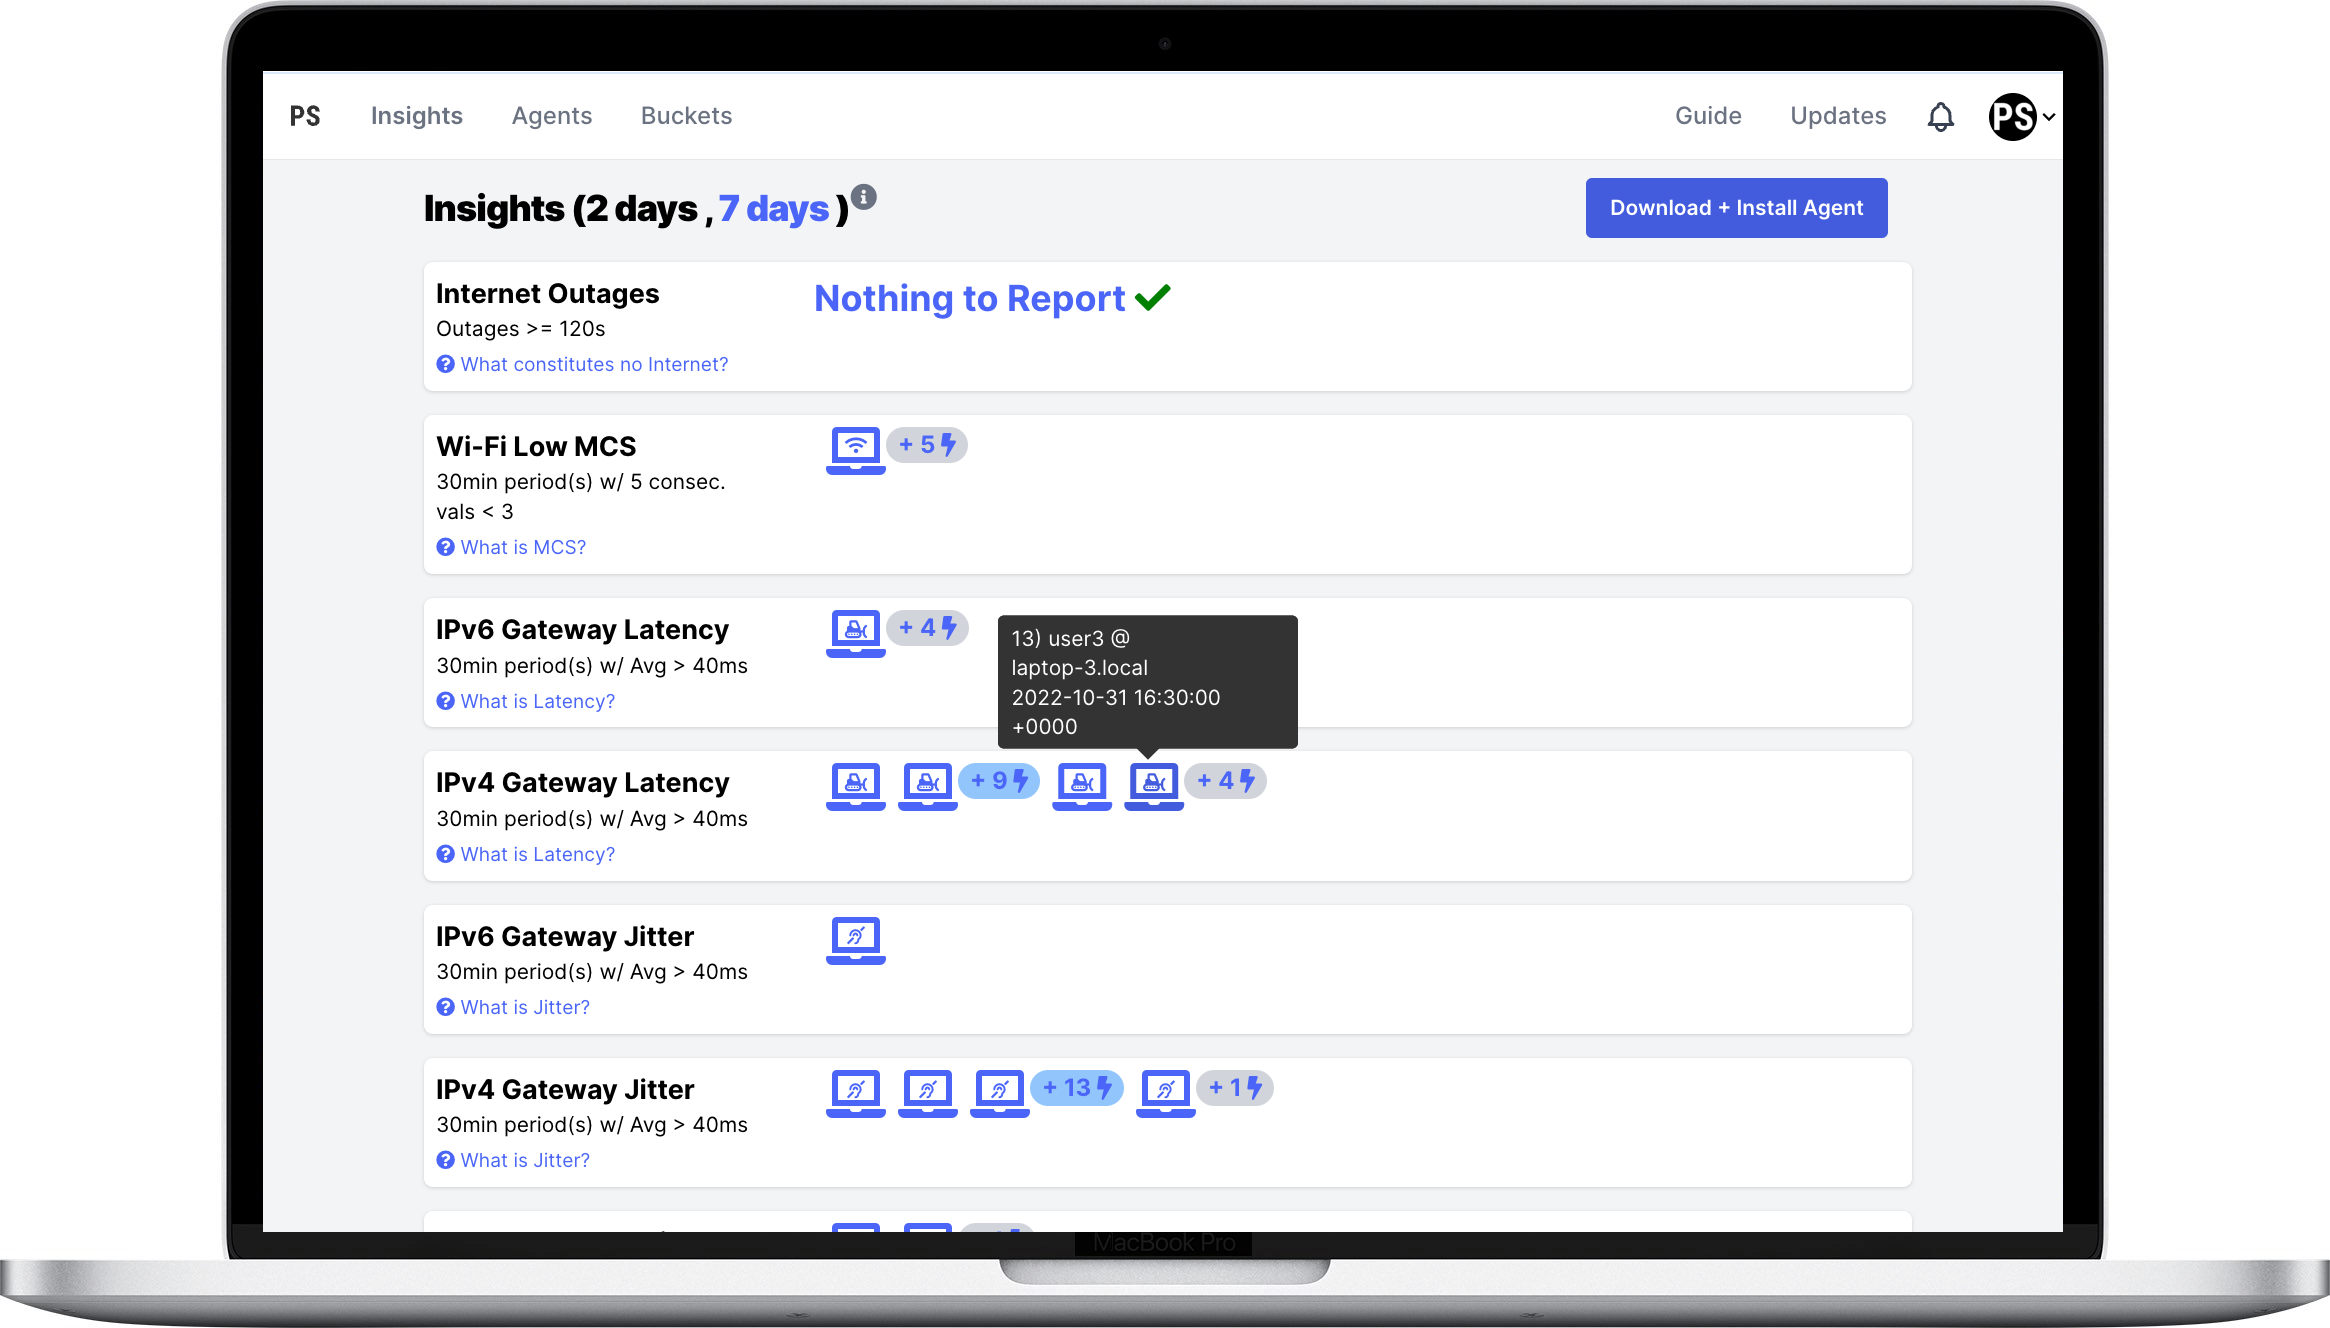 PS Insights Agents Buckets Guide Updates PS
Insights (2 days , 7 days )
Download + Install Agent
Internet Outages
Outages >= 120s
What constitutes no Internet?
Nothing to Report
Wi-Fi Low MCS
30min period(s) w/ 5 consec.
vals < 3
What is MCS?
+ 5
IPv6 Gateway Latency
30min period(s) w/ Avg > 40ms
What is Latency?
+ 4
13) user3 @
laptop-3.local
2022-10-31 16:30:00
+0000
IPv4 Gateway Latency
30min period(s) w/ Avg > 40ms
What is Latency?
+ 9
+ 4
IPv6 Gateway Jitter
30min period(s) w/ Avg > 40ms
What is Jitter?
IPv4 Gateway Jitter
30min period(s) w/ Avg > 40ms
What is Jitter?
+ 13
+ 1
MacBook Pro